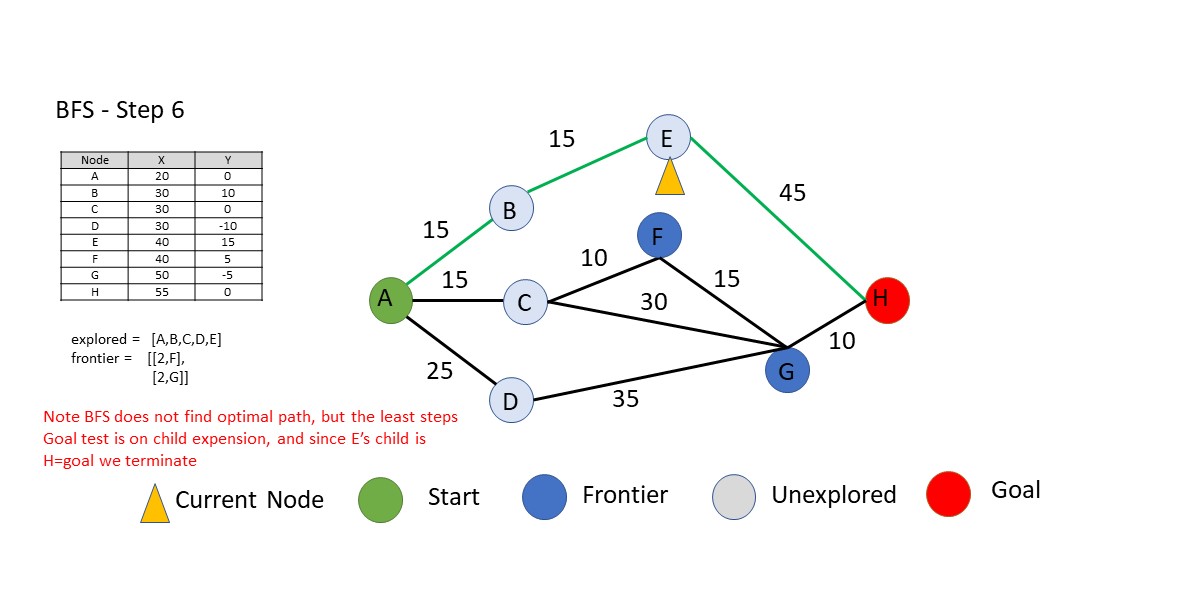 BFS - Step 6
Node X Y
A 20 0
B 30 10
C 30 0
D 30 -10
E 40 15
F 40 5
G 50 -5
H 55 0
explored = [A,B,C,D,E]
frontier = [[2,F],
[2,G]]
Note BFS does not find optimal path, but the least steps
Goal test is on child expension, and since E's child is
H=goal we terminate
15
E
45
B
15
F
10
15
15
A
C
30
H
10
25
G
D
35
Current Node
Start
Frontier
Unexplored
Goal